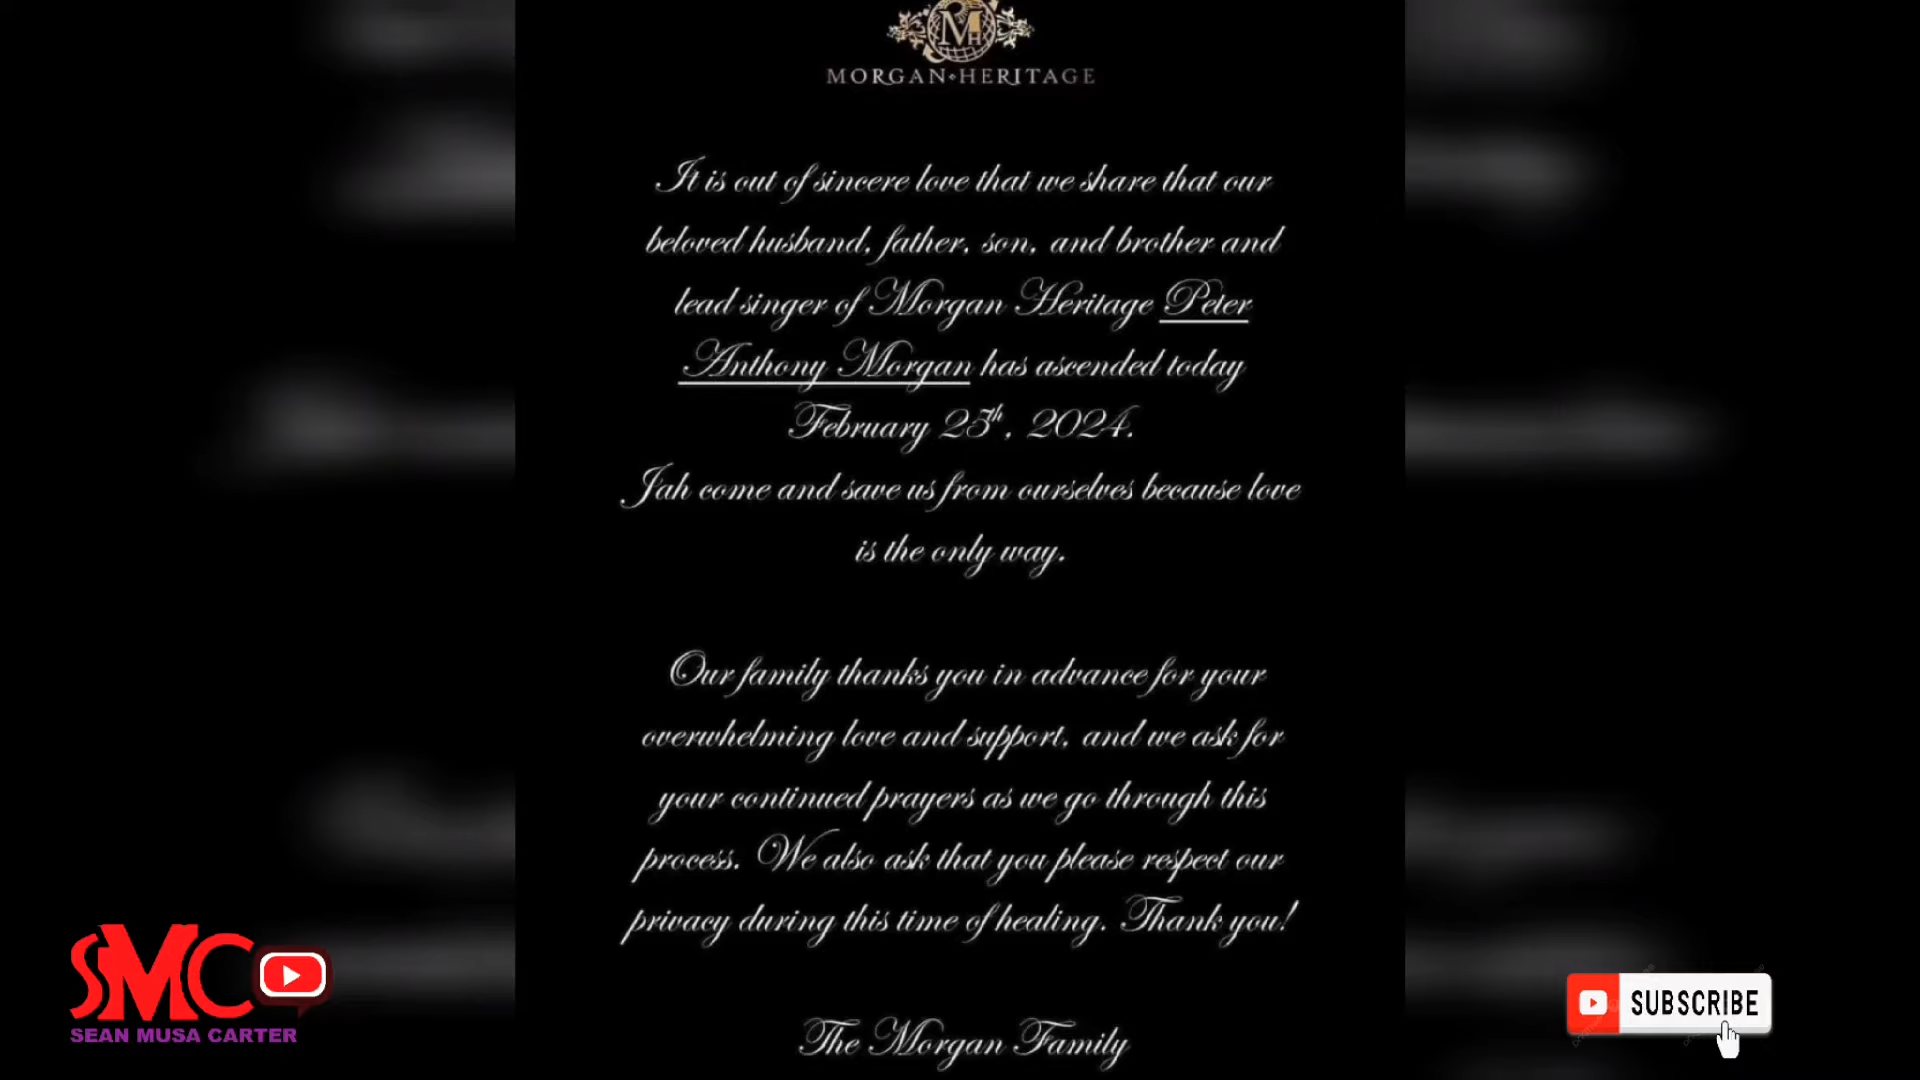 MH
MORGAN•HERITAGE
It is out of sincere love that we share that our
beloved husband, father, son, and brother and
lead singer of Morgan Heritage Peter
Anthony Morgan has ascended today
February 25th, 2024.
Jah come and save us from ourselves because love
is the only way.
Our family thanks you in advance for your
overwhelming love and support, and we ask for
your continued prayers as we go through this
process. We also ask that you please respect our
privacy during this time of healing. Thank you!
The Morgan Family
SMC
SEAN MUSA CARTER
SUBSCRIBE